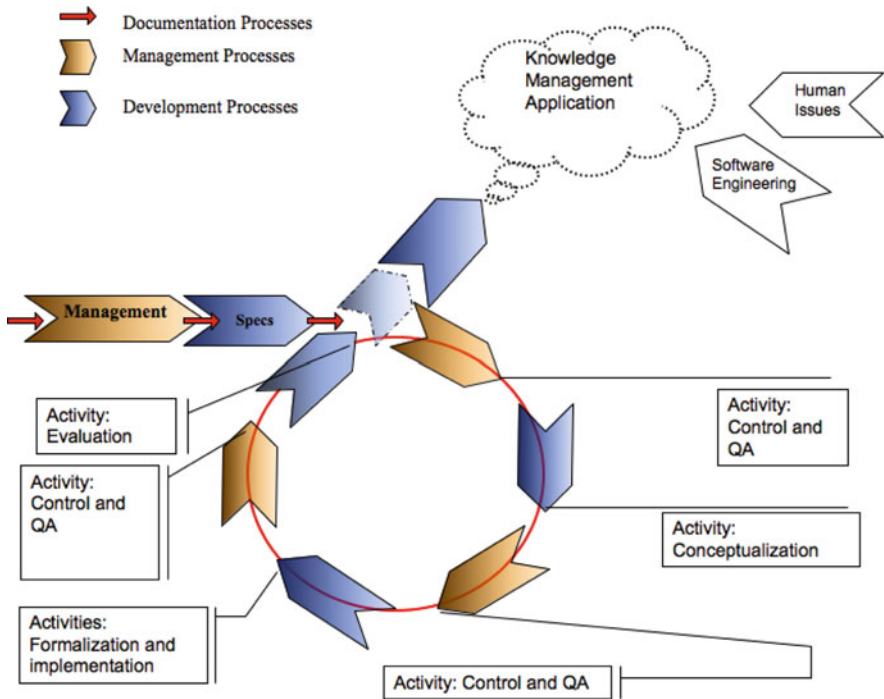 Documentation Processes
Management Processes
Development Processes
Knowledge
Management
Application
Human
Issues
Software
Engineering
Management
Specs
Activity:
Evaluation
Activity:
Control and
QA
Activities:
Formalization and
implementation
Activity:
Control and
QA
Activity:
Conceptualization
Activity: Control and QA